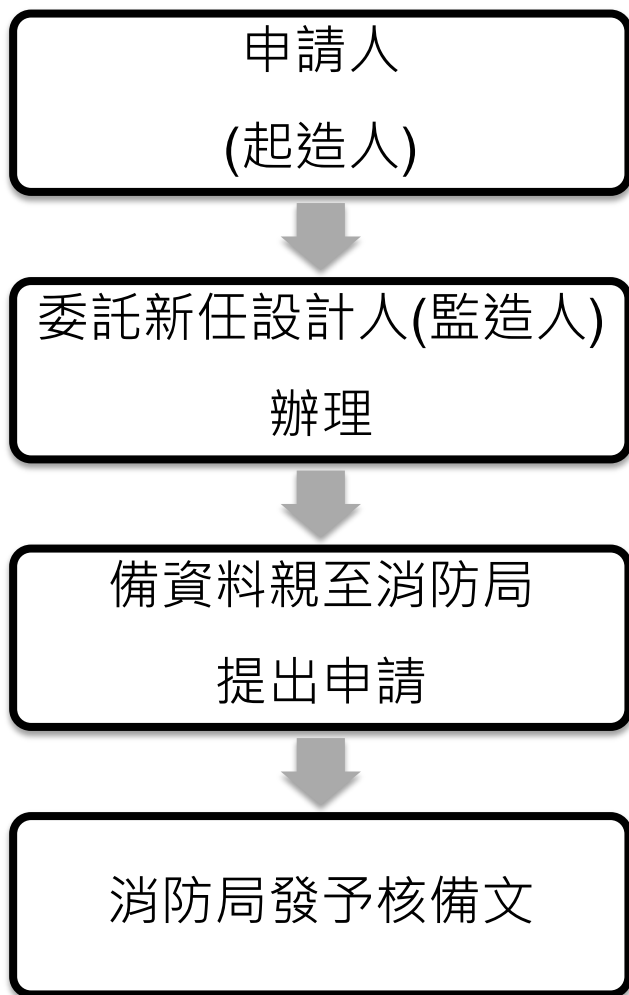 申請人
(起造人)
委託新任設計人(監造人)
辦理
備資料親至消防局
提出申請
消防局發予核備文